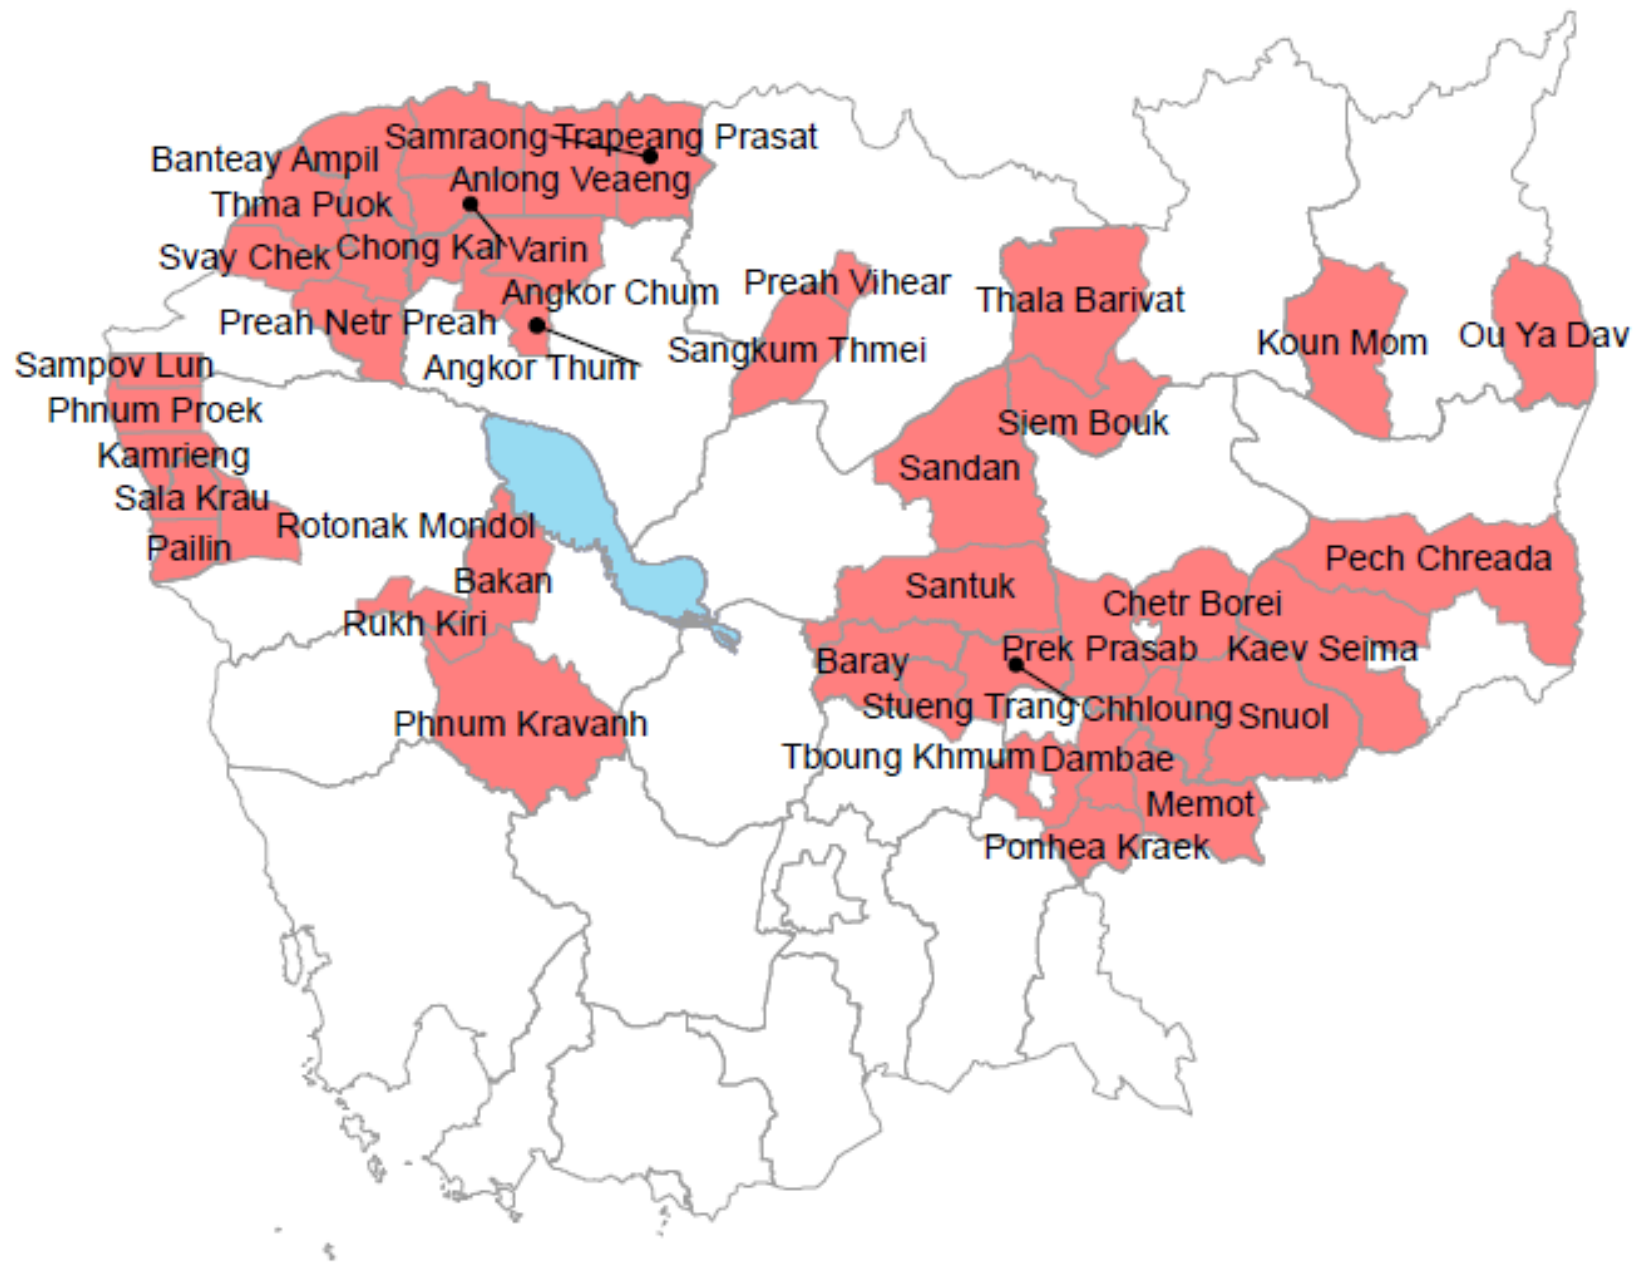 Samraong Trapeang Prasat
Banteay Ampil
Anlong Veaeng
Thma Puok
Chong Kal Varin
Svay Chek
Preah Vihear
Angkor Chum
Thala Barivat
Preah Netr Preah
Koun Mom
Ou Ya Dav
Sangkum Thmei
Sampov Lun
Angkor Thum
Phnum Proek
Siem Bouk
Kamrieng
Sandan
Sala Krau
Rotonak Mondol
Pailin
Pech Chreada
Bakan
Santuk
Chetr Borei
Rukh Kiri
Prek Prasab
Kaev Seima
Baray
Stueng Trang
Chhloung
Snuol
Phnum Kravanh
Tboung Khmum
Dambae
Memot
Ponhea Kraek